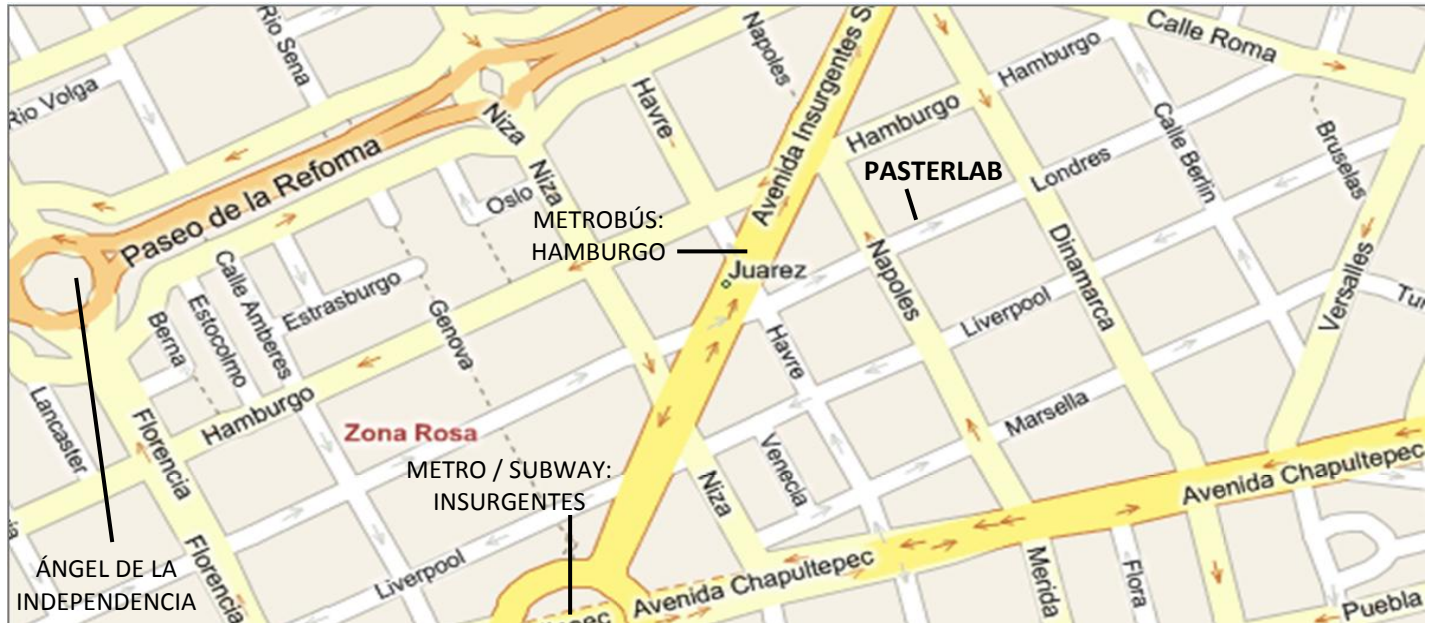 Rio Volga
Rio Sena
Niza
Niza
Havre
Napoles
Avenida Insurgentes S
Hamburgo
Hamburgo
Calle Roma
Calle Berlin
Bruselas
PASTERLAB
Londres
Paseo de la Reforma
Oslo
METROBÚS:
HAMBURGO
Juarez
Napoles
Dinamarca
Liverpool
Versalles
Tu
Calle Amberes
Estocolmo
Berna
Estrasburgo
Genova
Havre
Lancaster
Florencia
Hamburgo
Zona Rosa
Marsella
Venecia
METRO / SUBWAY:
INSURGENTES
Niza
Avenida Chapultepec
ÁNGEL DE LA
INDEPENDENCIA
Florencia
Liverpool
Avenida Chapultepec
Merida
Flora
Puebla